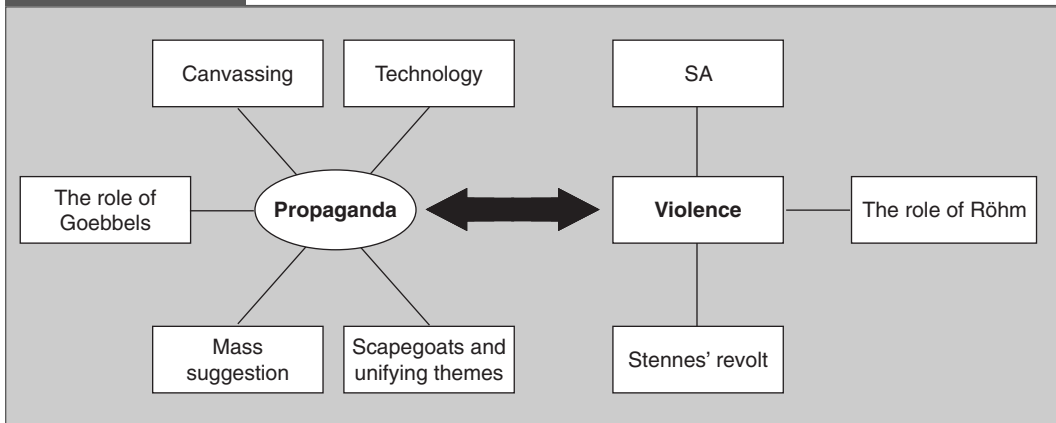 Canvassing
Technology
SA
The role of
Goebbels
Propaganda
Violence
The role of Röhm
Mass
suggestion
Scapegoats and
unifying themes
Stennes' revolt